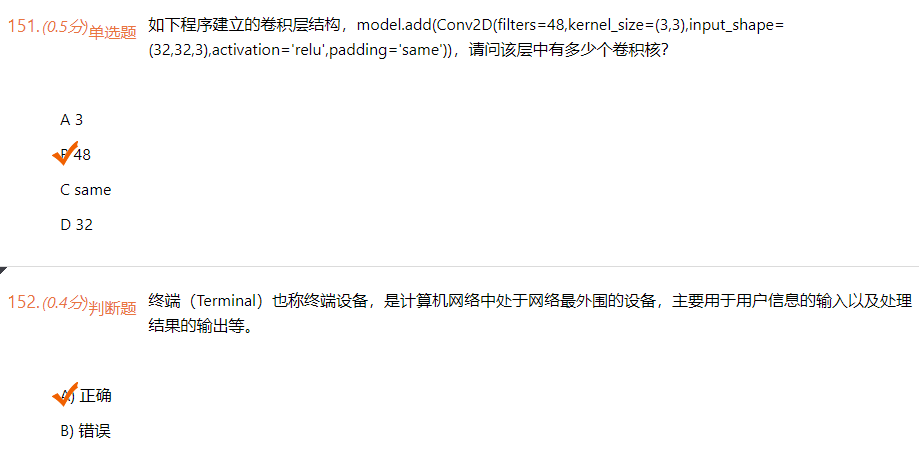 151.(0.5分)单选题 如下程序建立的卷积层结构，model.add(Conv2D(filters=48,kernel_size=(3,3),input_shape=
(32,32,3),activation='relu',padding='same'))，请问该层中有多少个卷积核？
A 3
B 48
C same
D 32
152.(0.4分)判断题 终端（Terminal）也称终端设备，是计算机网络中处于网络最外围的设备，主要用于用户信息的输入以及处理
结果的输出等。
A) 正确
B) 错误